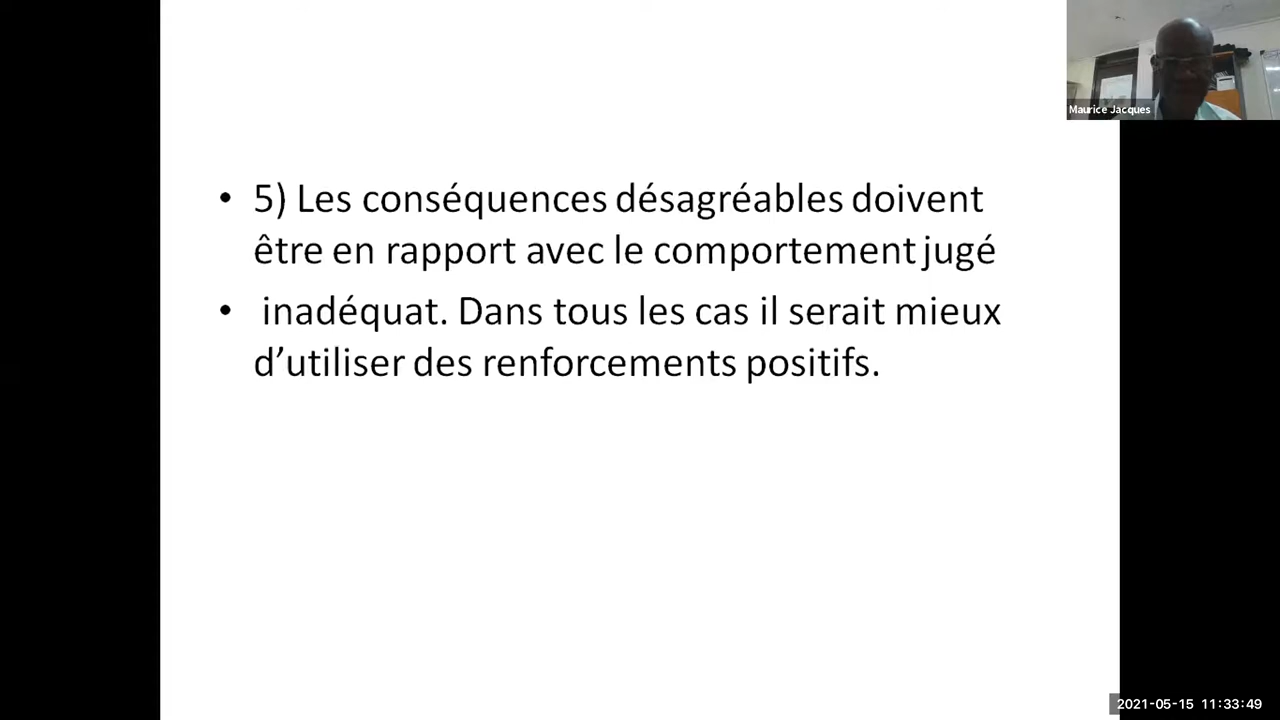 Maurice Jacques
• 5) Les conséquences désagréables doivent
être en rapport avec le comportement jugé
• inadéquat. Dans tous les cas il serait mieux
d’utiliser des renforcements positifs.
2021-05-15 11:33:49